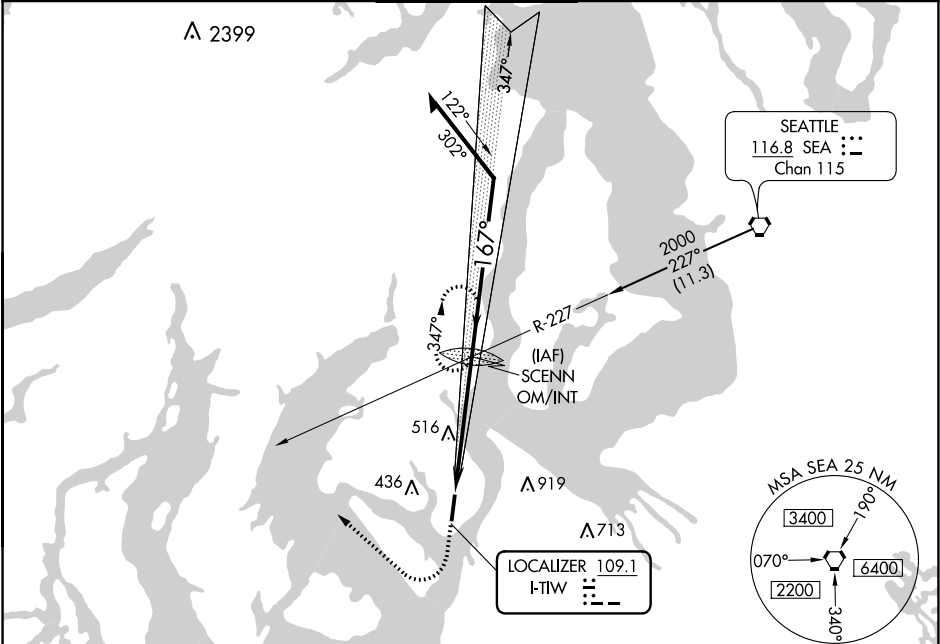 2399
347°
122°
302°
SEATTLE
116.8 SEA
Chan 115
167°
2000
227°
(11.3)
R-227
347°
(IAF)
SCENN
OM/INT
516
436
919
713
LOCALIZER 109.1
I-TIW
MSA SEA 25 NM
3400
190°
070°
6400
2200
340°